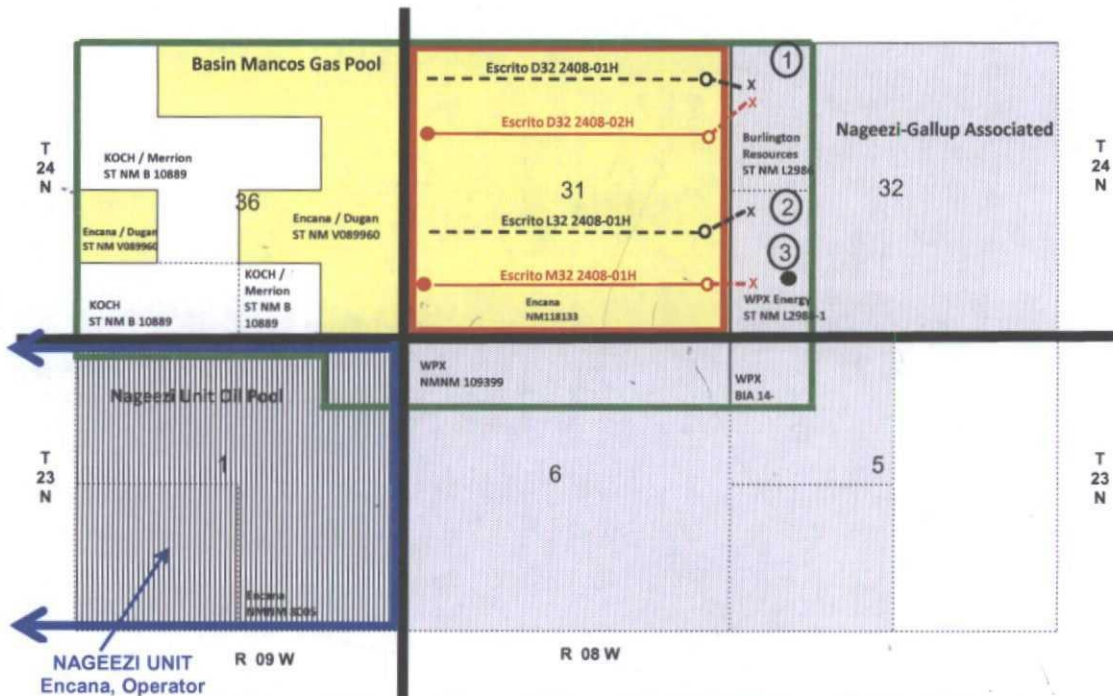 Basin Mancos Gas Pool
Escrito D32 2408-01H
1
Escrito D32 2408-02H
Burlington
Resources
ST NM L2986
Nageezi-Gallup Associated
T
24
N
KOCH / Merrion
ST NM B 10889
36
31
32
T
24
N
Encana / Dugan
ST NM V089960
Encana / Dugan
ST NM V089960
Escrito L32 2408-01H
2
3
KOCH
ST NM B 10889
KOCH /
Merrion
ST NM B
10889
Escrito M32 2408-01H
Encana
NM118133
WPX Energy
WPX
NMNM 109399
WPX
BIA 14-
Nageezi Unit Oil Pool
T
23
N
1
6
5
T
23
N
Encana
R 09 W
R 08 W
NAGEEZI UNIT
Encana, Operator